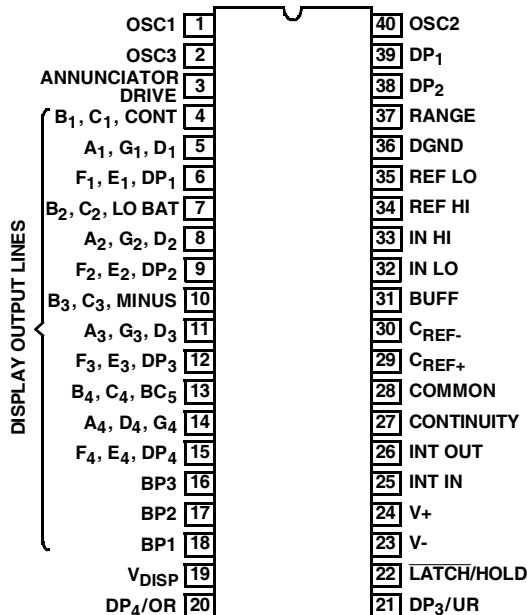 OSC1 1
OSC3 2
ANNUNCIATOR
DRIVE 3
B1, C1, CONT 4
A1, G1, D1 5
F1, E1, DP1 6
B2, C2, LO BAT 7
A2, G2, D2 8
F2, E2, DP2 9
B3, C3, MINUS 10
A3, G3, D3 11
F3, E3, DP3 12
B4, C4, BC5 13
A4, D4, G4 14
F4, E4, DP4 15
BP3 16
BP2 17
BP1 18
VDISP 19
DP4/OR 20
DISPLAY OUTPUT LINES
40 OSC2
39 DP1
38 DP2
37 RANGE
36 DGND
35 REF LO
34 REF HI
33 IN HI
32 IN LO
31 BUFF
30 CREF-
29 CREF+
28 COMMON
27 CONTINUITY
26 INT OUT
25 INT IN
24 V+
23 V-
22 LATCH/HOLD
21 DP3/UR